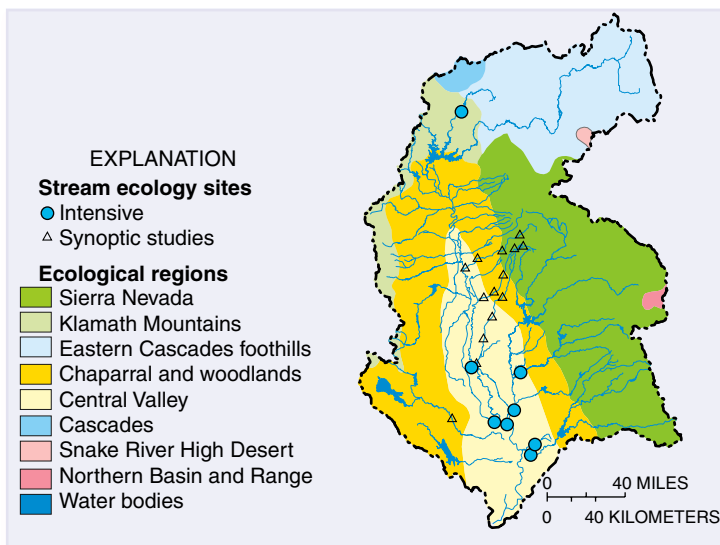 EXPLANATION
Stream ecology sites
Intensive
Synoptic studies
Ecological regions
Sierra Nevada
Klamath Mountains
Eastern Cascades foothills
Chaparral and woodlands
Central Valley
Cascades
Snake River High Desert
Northern Basin and Range
Water bodies
0 40 MILES
0 40 KILOMETERS